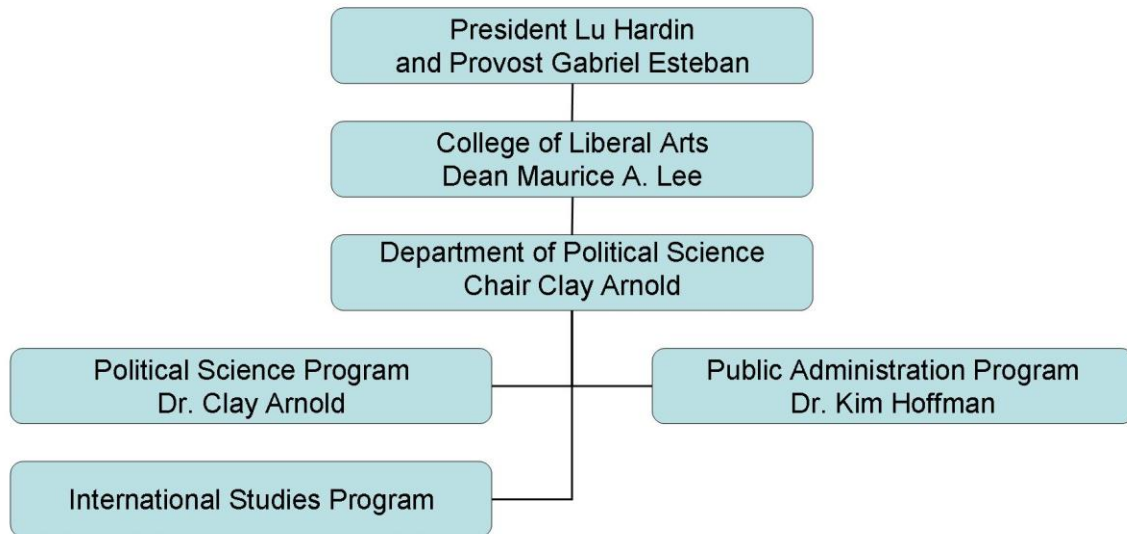 President Lu Hardin
and Provost Gabriel Esteban
College of Liberal Arts
Dean Maurice A. Lee
Department of Political Science
Chair Clay Arnold
Political Science Program
Dr. Clay Arnold
Public Administration Program
Dr. Kim Hoffman
International Studies Program